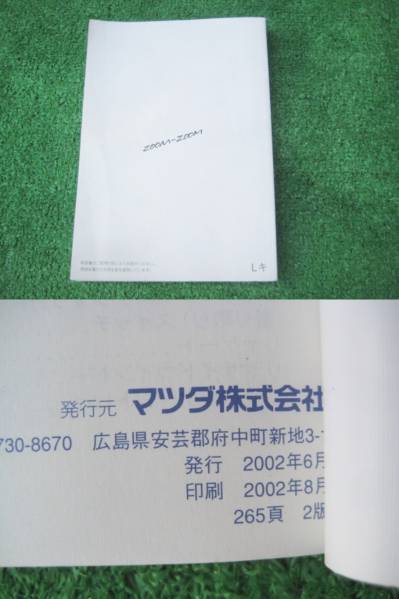 ZOOM-ZOOM
Lキ
発行元 マツダ株式会社
730-8670 広島県安芸郡府中町新地3-1
発行 2002年6月
印刷 2002年8月
265頁 2版